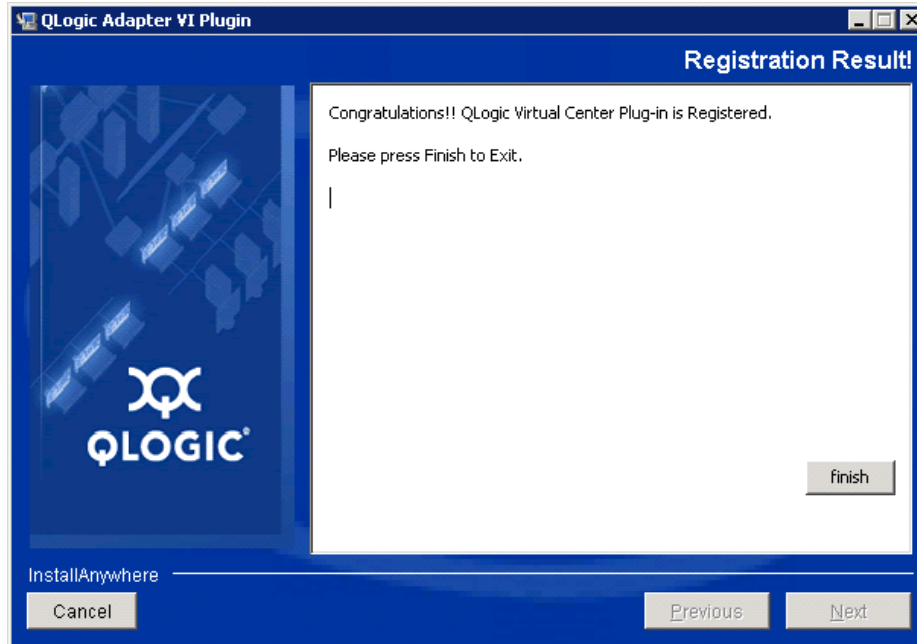 QLogic Adapter VI Plugin
Registration Result!
Congratulations!! QLogic Virtual Center Plug-in is Registered.
Please press Finish to Exit.
QLOGIC®
finish
InstallAnywhere
Cancel
Previous
Next